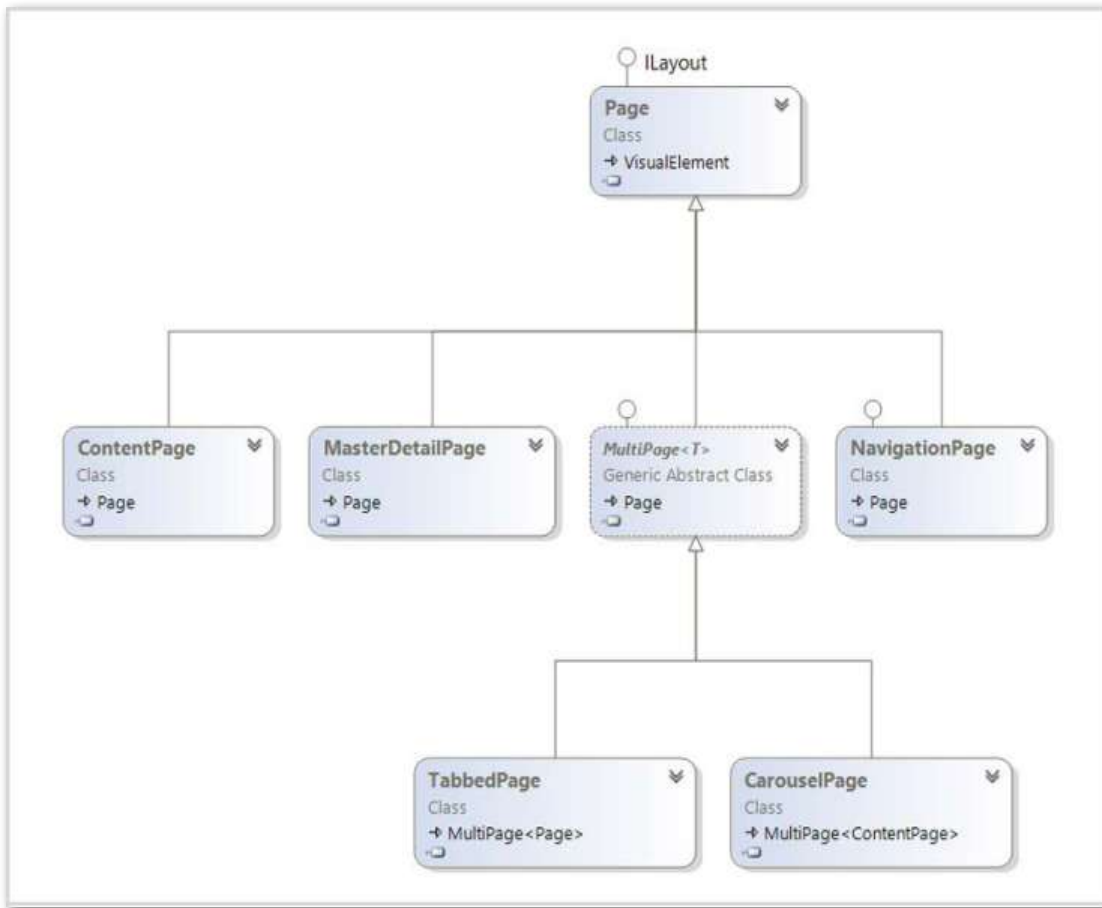 ILayout
Page
Class
VisualElement
ContentPage
Class
Page
MasterDetailPage
Class
Page
MultiPage<T>
Generic Abstract Class
Page
NavigationPage
Class
Page
TabbedPage
Class
MultiPage<Page>
CarouselPage
Class
MultiPage<ContentPage>